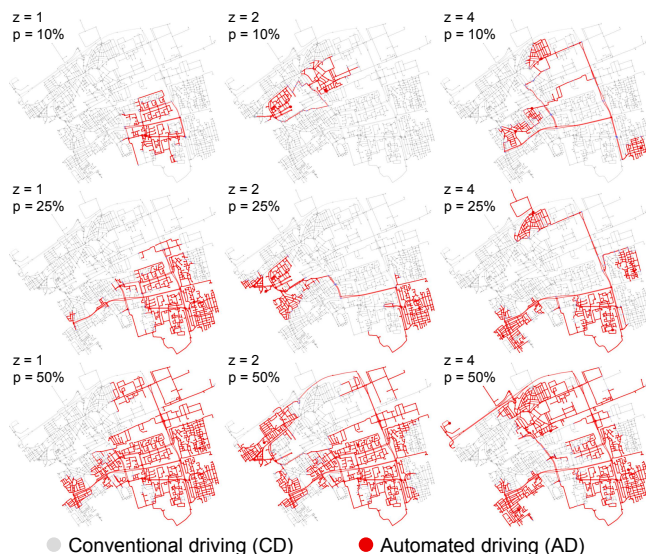 z = 1
p = 10%
z = 2
p = 10%
z = 4
p = 10%
z = 1
p = 25%
z = 2
p = 25%
z = 4
p = 25%
z = 1
p = 50%
z = 2
p = 50%
z = 4
p = 50%
Conventional driving (CD)
Automated driving (AD)